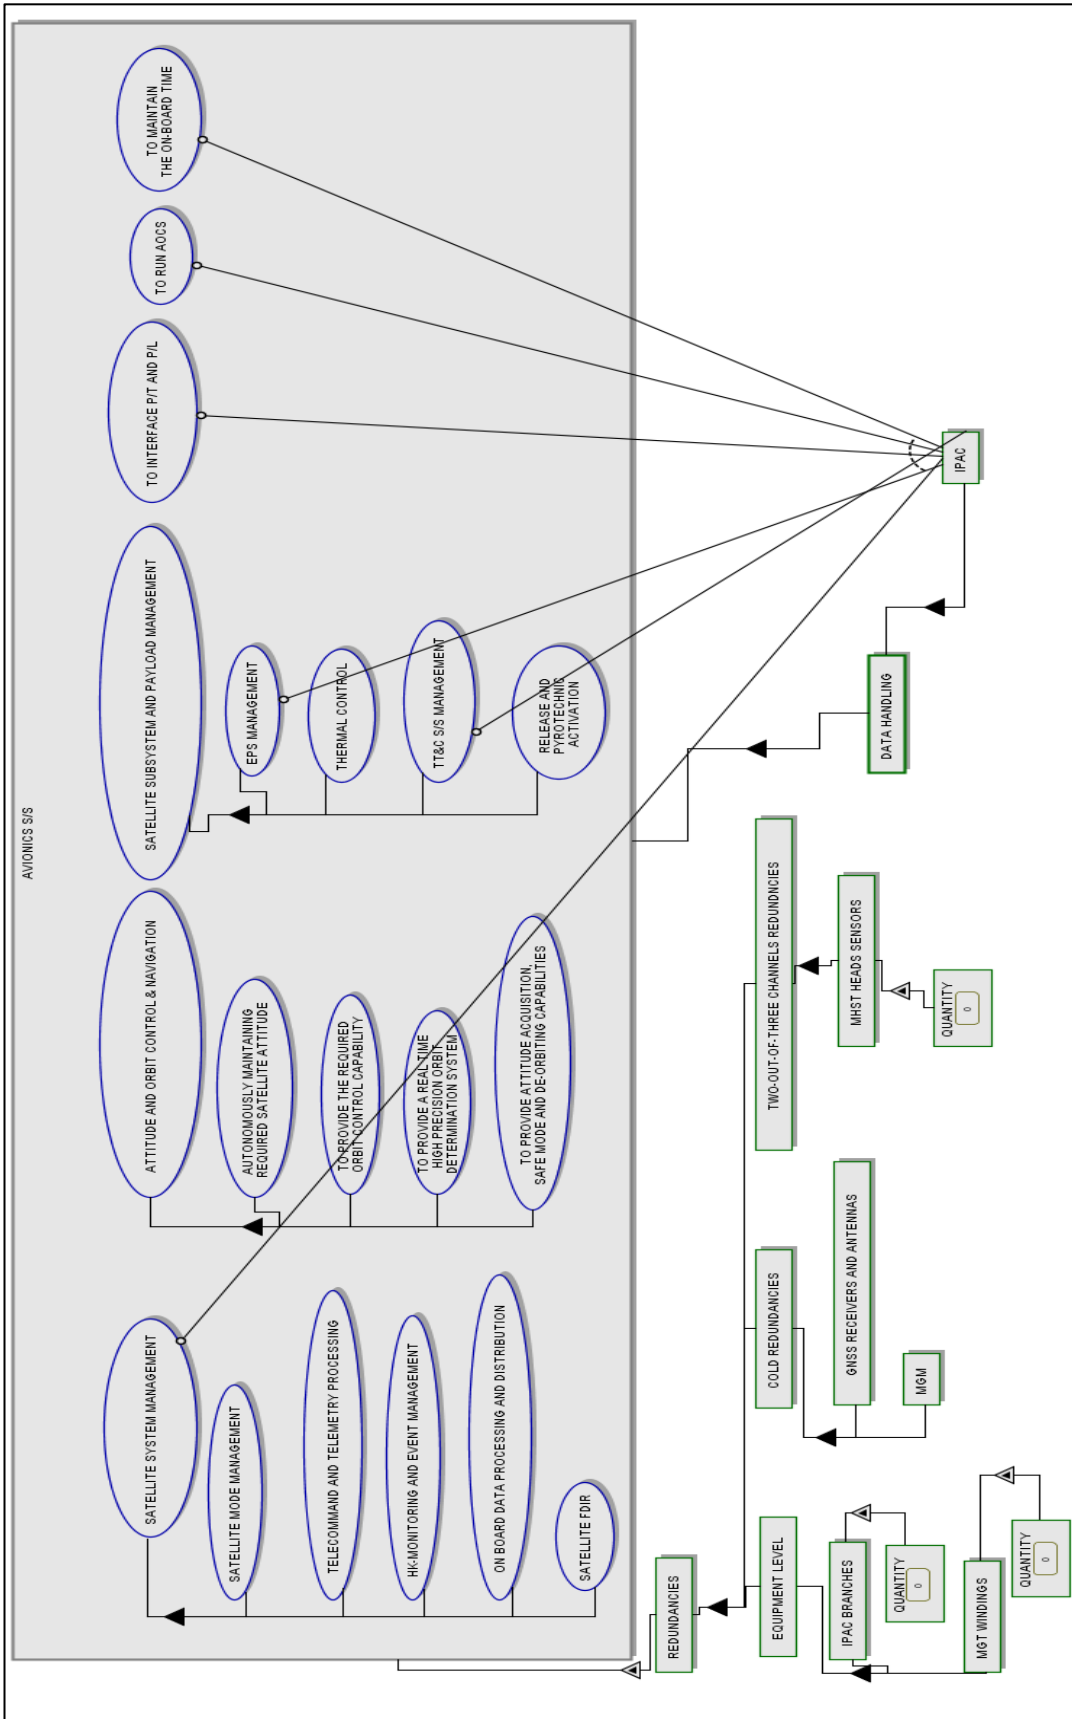 AVIONICS S/S
SATELLITE SYSTEM MANAGEMENT
SATELLITE MODE MANAGEMENT
TELECOMMAND AND TELEMETRY PROCESSING
HK-MONITORING AND EVENT MANAGEMENT
ON BOARD DATA PROCESSING AND DISTRIBUTION
SATELLITE FDIR
ATTITUDE AND ORBIT CONTROL & NAVIGATION
AUTONOMOUSLY MAINTAINING
REQUIRED SATELLITE ATTITUDE
TO PROVIDE THE REQUIRED
ORBIT CONTROL CAPABILITY
TO PROVIDE A REAL TIME
HIGH PRECISION ORBIT
DETERMINATION SYSTEM
TO PROVIDE ATTITUDE ACQUISITION,
SAFE MODE AND DE-ORBITING CAPABILITIES
SATELLITE SUBSYSTEM AND PAYLOAD MANAGEMENT
EPS MANAGEMENT
THERMAL CONTROL
TT&C S/S MANAGEMENT
RELEASE AND
PYROTECHNIC
ACTIVATION
TO INTERFACE P/T AND P/L
TO RUN AOCS
TO MAINTAIN
THE ON-BOARD TIME
REDUNDANCIES
EQUIPMENT LEVEL
IPAC BRANCHES
QUANTITY
0
MGT WINDINGS
QUANTITY
0
COLD REDUNDANCIES
GNSS RECEIVERS AND ANTENNAS
MGM
TWO-OUT-OF-THREE CHANNELS REDUNDNCIES
MHST HEADS SENSORS
QUANTITY
0
DATA HANDLING
IPAC